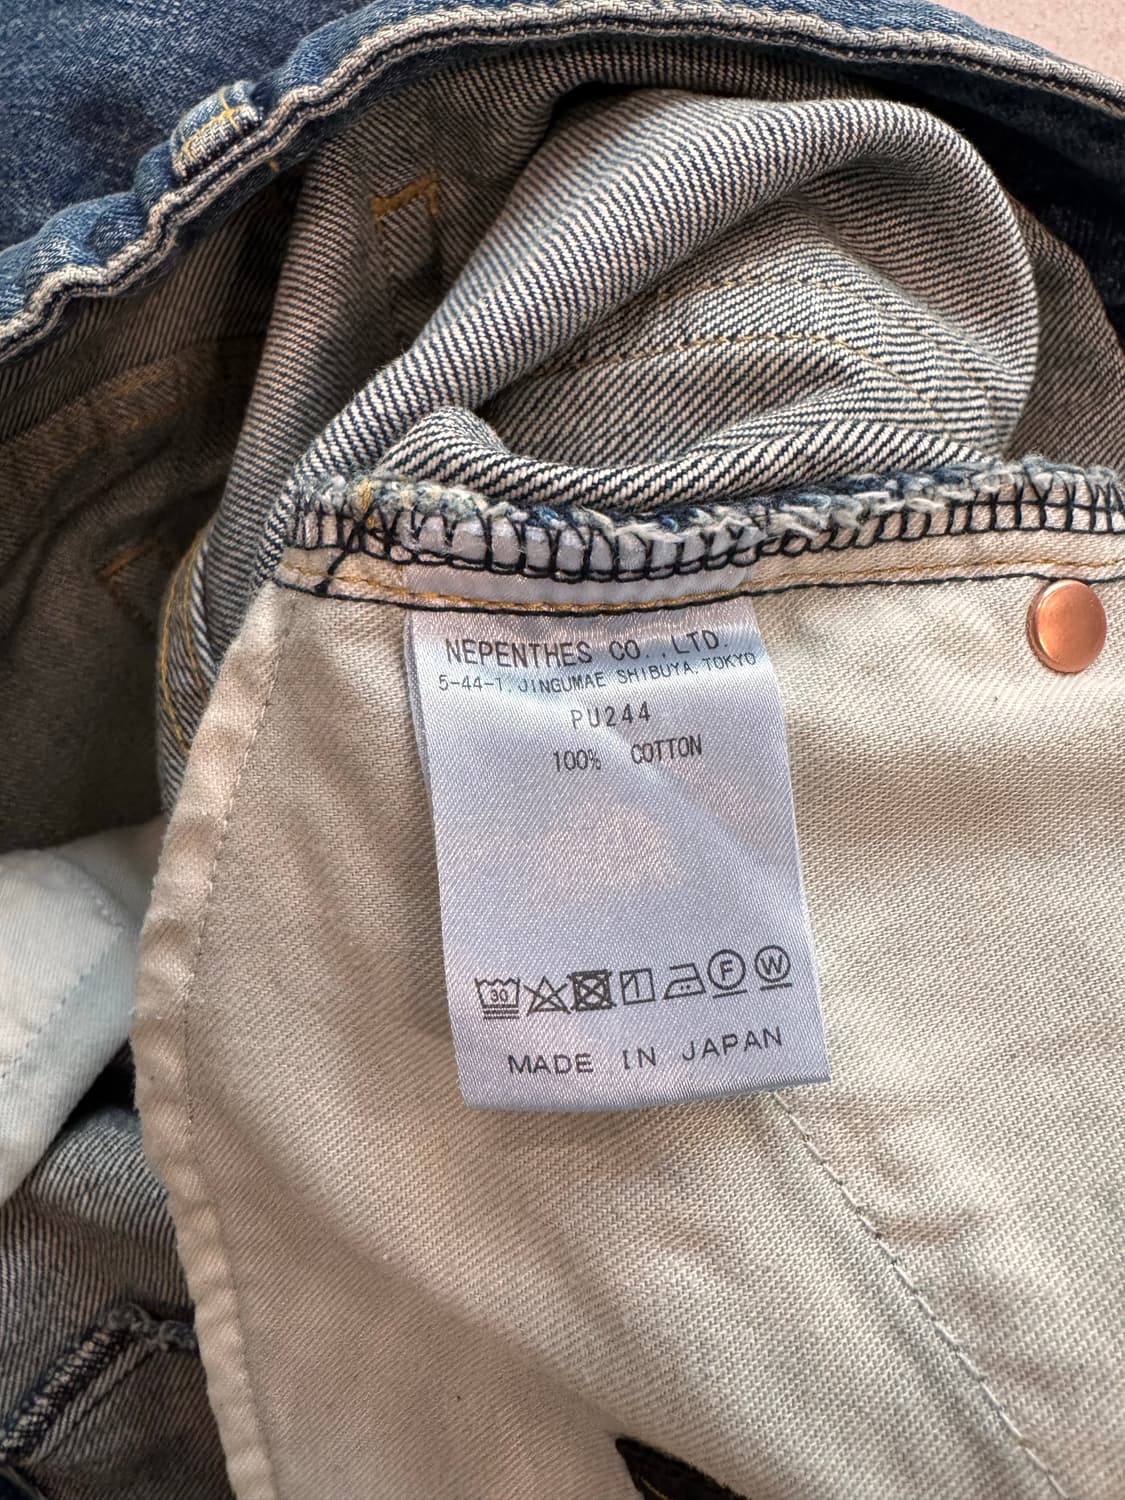 NEPENTHES CO.,LTD.
5-44-1,JINGUMAE SHIBUYA,TOKYO
PU244
100% COTTON
30 F W
MADE IN JAPAN